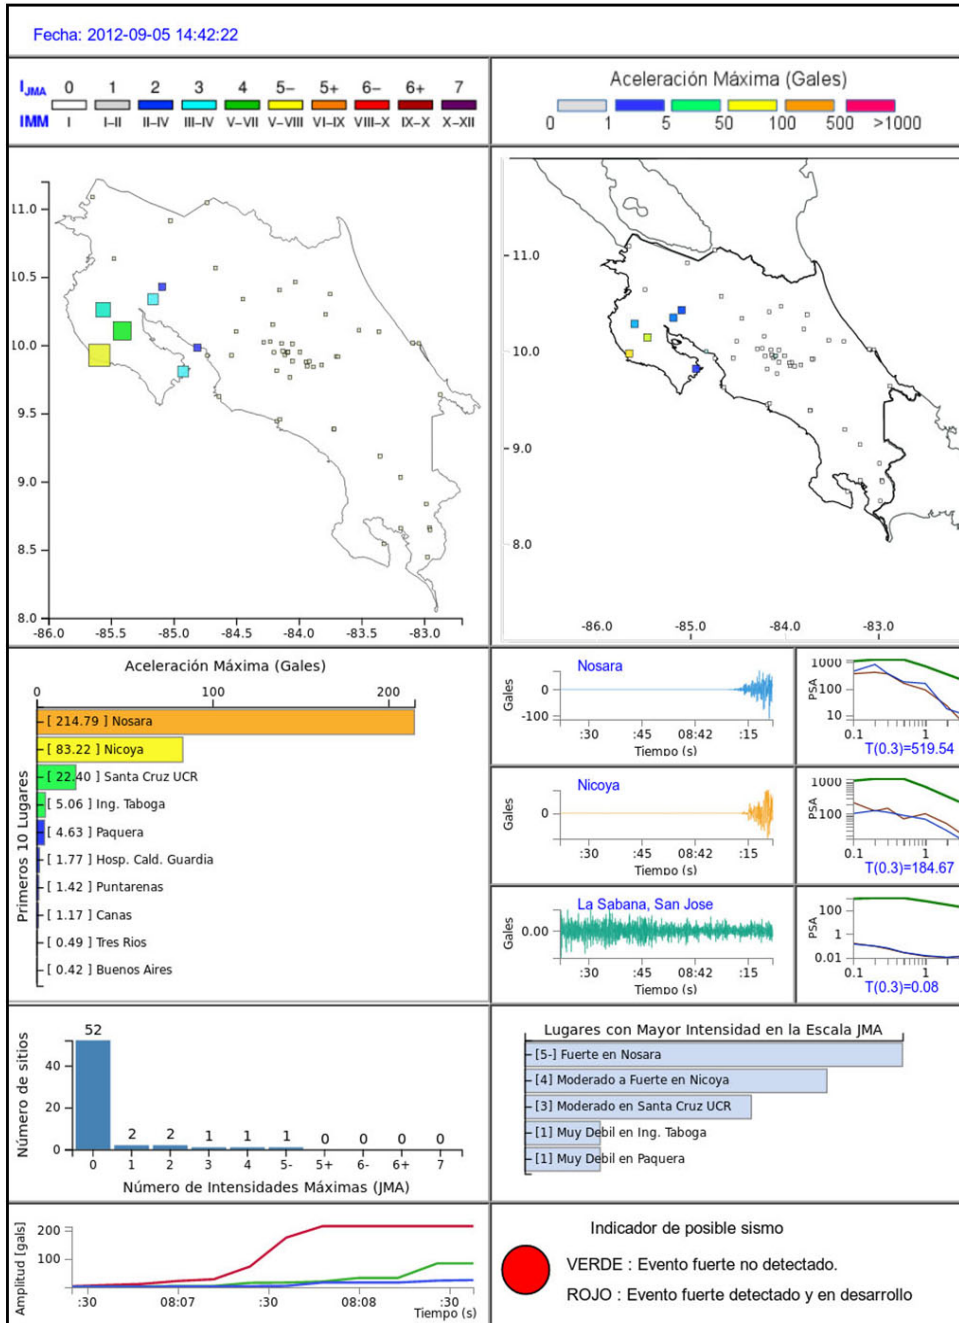 Fecha: 2012-09-05 14:42:22
I_JMA 0 1 2 3 4 5− 5+ 6− 6+ 7
IMM I I−II II−IV III−IV V−VII V−VIII VI−IX VIII−X IX−X X−XII
Aceleración Máxima (Gales)
0 1 5 50 100 500 >1000
11.0
10.5
10.0
9.5
9.0
8.5
8.0
-86.0 -85.5 -85.0 -84.5 -84.0 -83.5 -83.0
11.0
10.0
9.0
8.0
-86.0 -85.0 -84.0 -83.0
Aceleración Máxima (Gales)
0 100 200
Primeros 10 Lugares
[ 214.79 ] Nosara
[ 83.22 ] Nicoya
[ 22.40 ] Santa Cruz UCR
[ 5.06 ] Ing. Taboga
[ 4.63 ] Paquera
[ 1.77 ] Hosp. Cald. Guardia
[ 1.42 ] Puntarenas
[ 1.17 ] Canas
[ 0.49 ] Tres Rios
[ 0.42 ] Buenos Aires
Nosara
Gales
0
-100
:30 :45 08:42 :15
Tiempo (s)
PSA
1000
100
10
0.1 1
T(0.3)=519.54
Nicoya
Gales
0
:30 :45 08:42 :15
Tiempo (s)
PSA
1000
100
0.1 1
T(0.3)=184.67
La Sabana, San Jose
Gales
0.00
:30 :45 08:42 :15
Tiempo (s)
PSA
100
1
0.01
0.1 1
T(0.3)=0.08
Número de sitios
40
20
0
52 2 2 1 1 1 0 0 0 0
0 1 2 3 4 5- 5+ 6- 6+ 7
Número de Intensidades Máximas (JMA)
Lugares con Mayor Intensidad en la Escala JMA
[5-] Fuerte en Nosara
[4] Moderado a Fuerte en Nicoya
[3] Moderado en Santa Cruz UCR
[1] Muy Debil en Ing. Taboga
[1] Muy Debil en Paquera
Amplitud [gals]
200
100
:30 08:07 :30 08:08 :30
Tiempo (s)
Indicador de posible sismo
VERDE : Evento fuerte no detectado.
ROJO : Evento fuerte detectado y en desarrollo